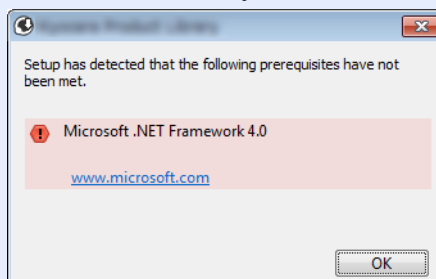 Setup has detected that the following prerequisites have not
been met.
Microsoft .NET Framework 4.0
www.microsoft.com
OK